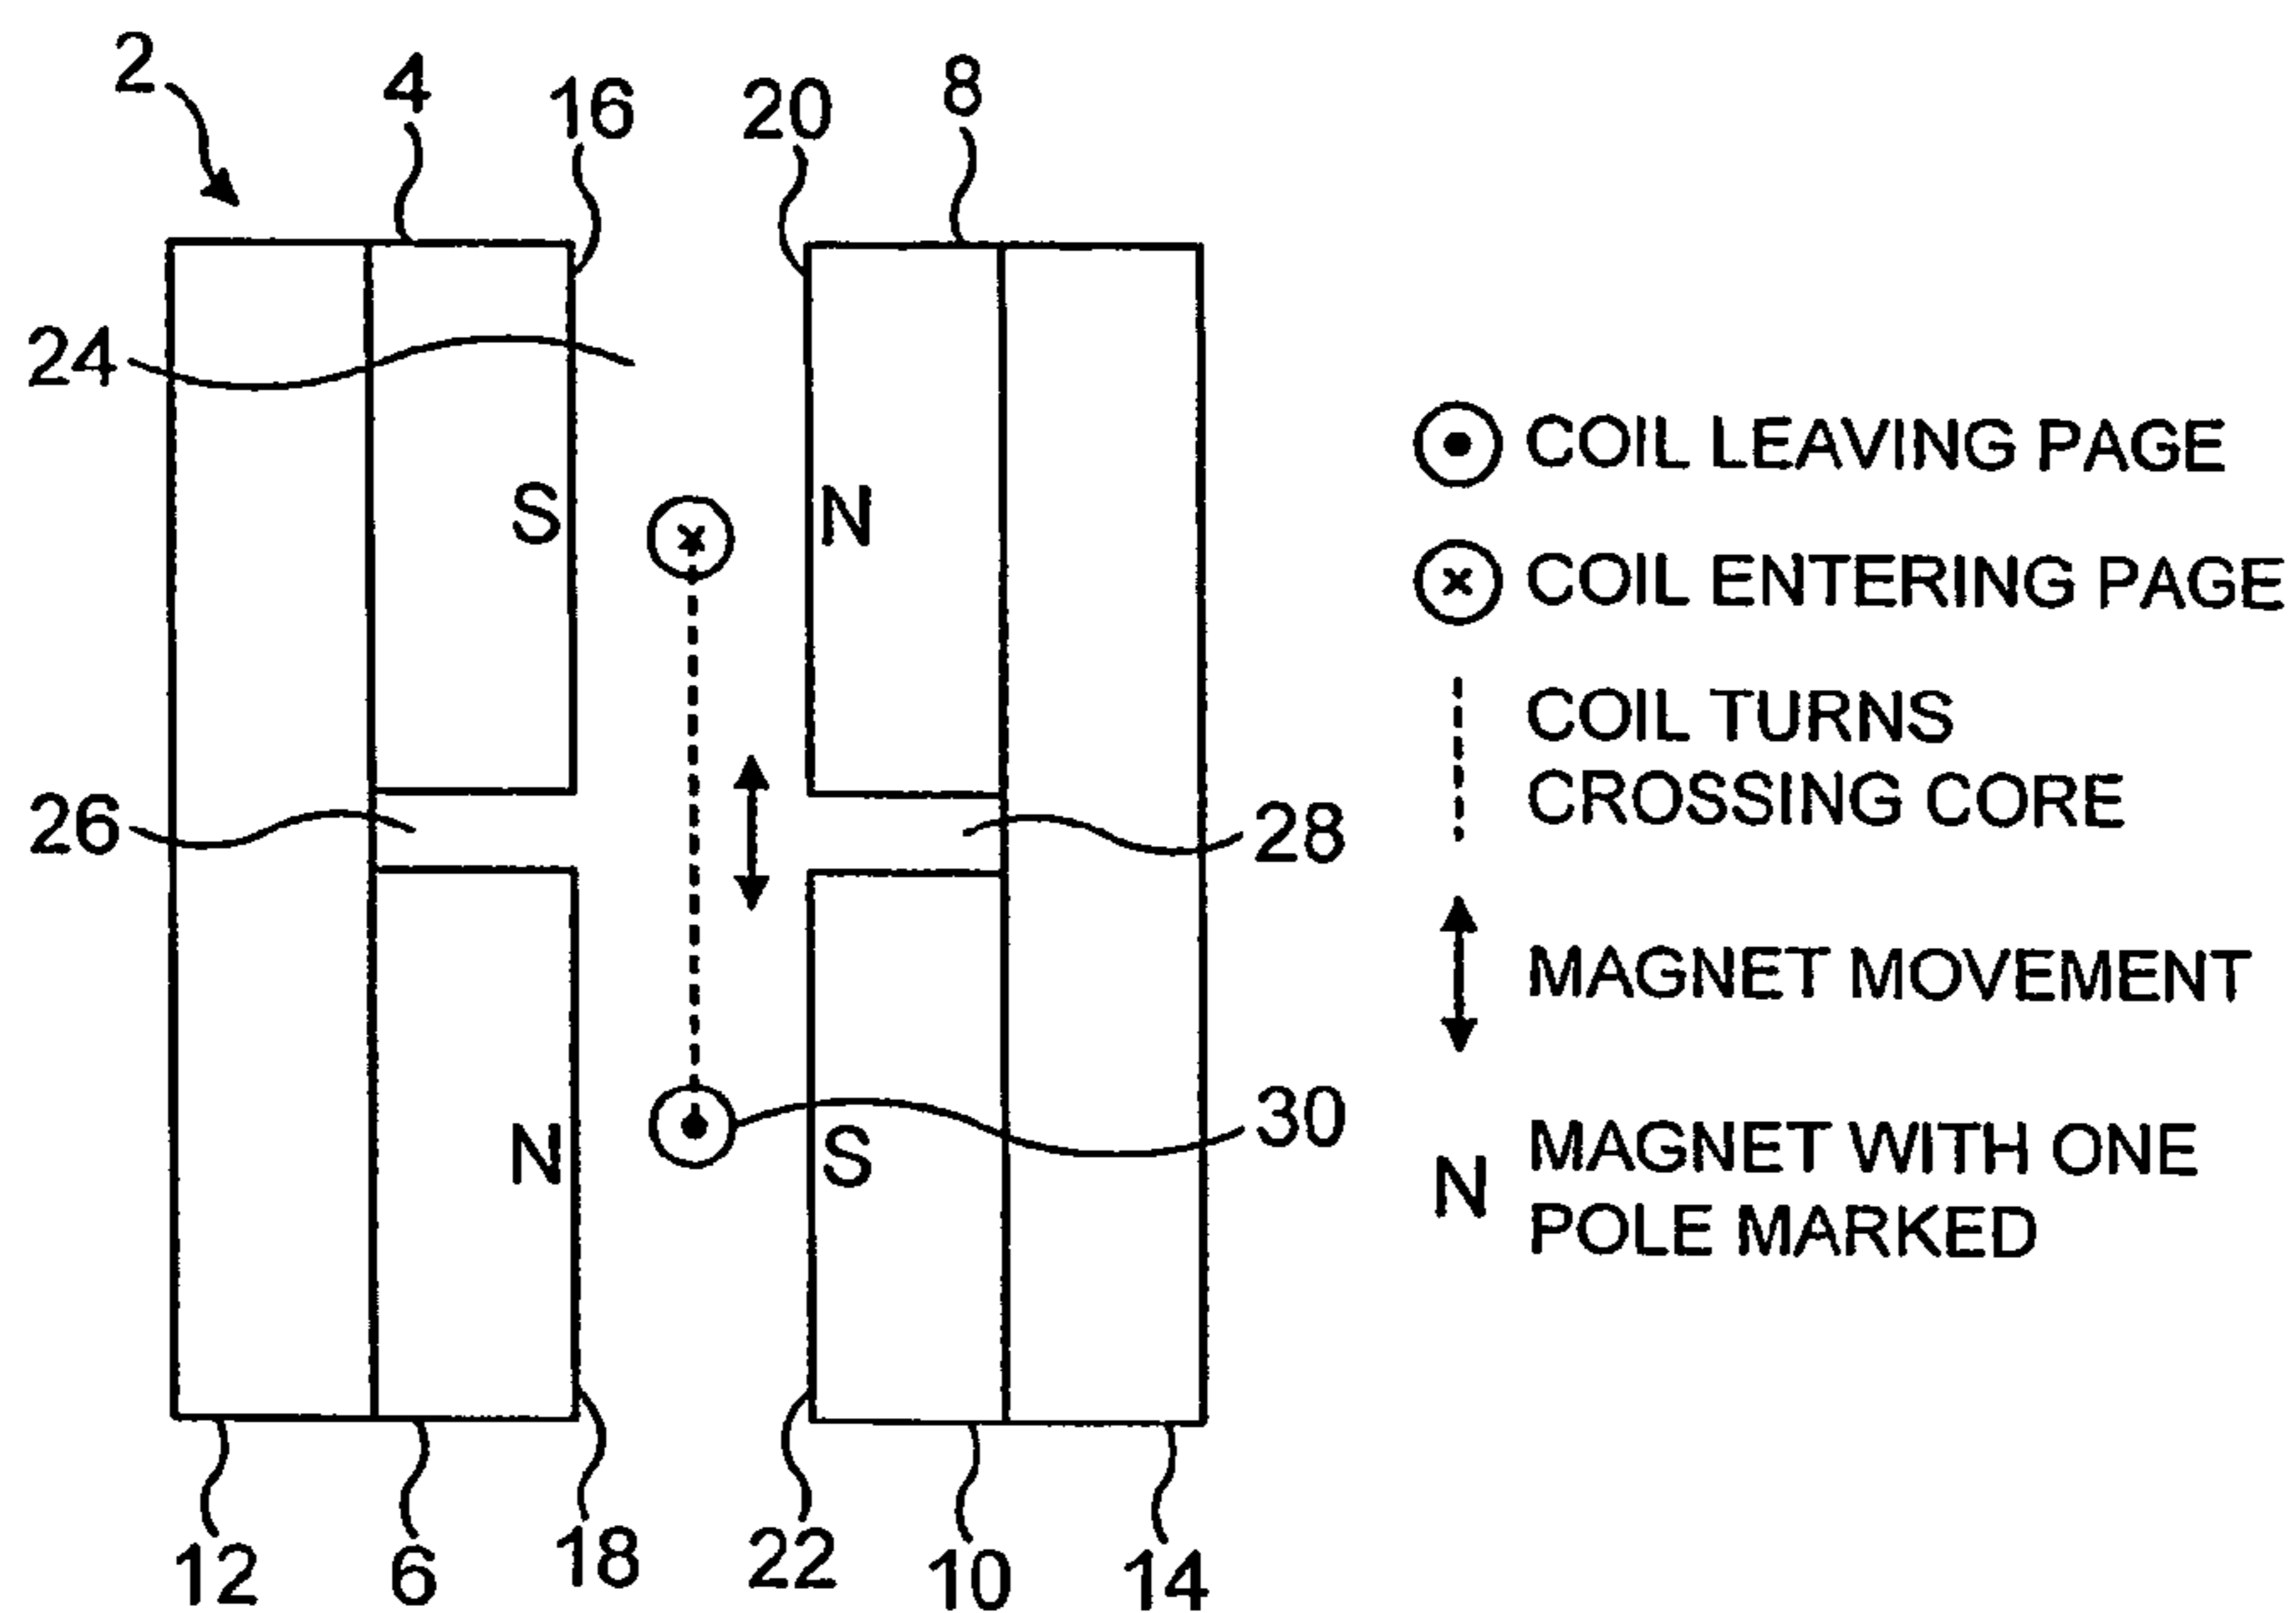 2
4
16
20
8
24
S
N
26
28
N
S
30
12
6
18
22
10
14
COIL LEAVING PAGE
COIL ENTERING PAGE
COIL TURNS
CROSSING CORE
MAGNET MOVEMENT
N
MAGNET WITH ONE
POLE MARKED